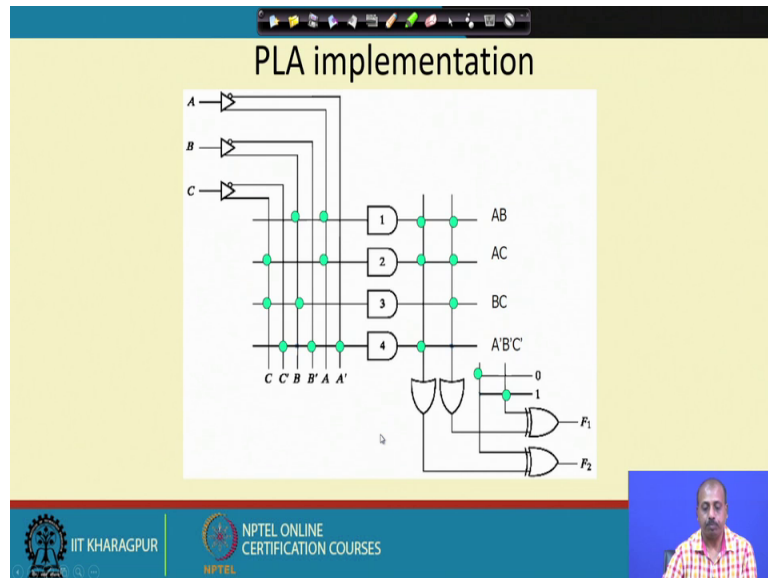 PLA implementation
A
B
C
1
AB
2
AC
3
BC
4
A'B'C'
C C' B B' A A'
0
1
F1
F2
IIT KHARAGPUR
NPTEL
NPTEL ONLINE
CERTIFICATION COURSES